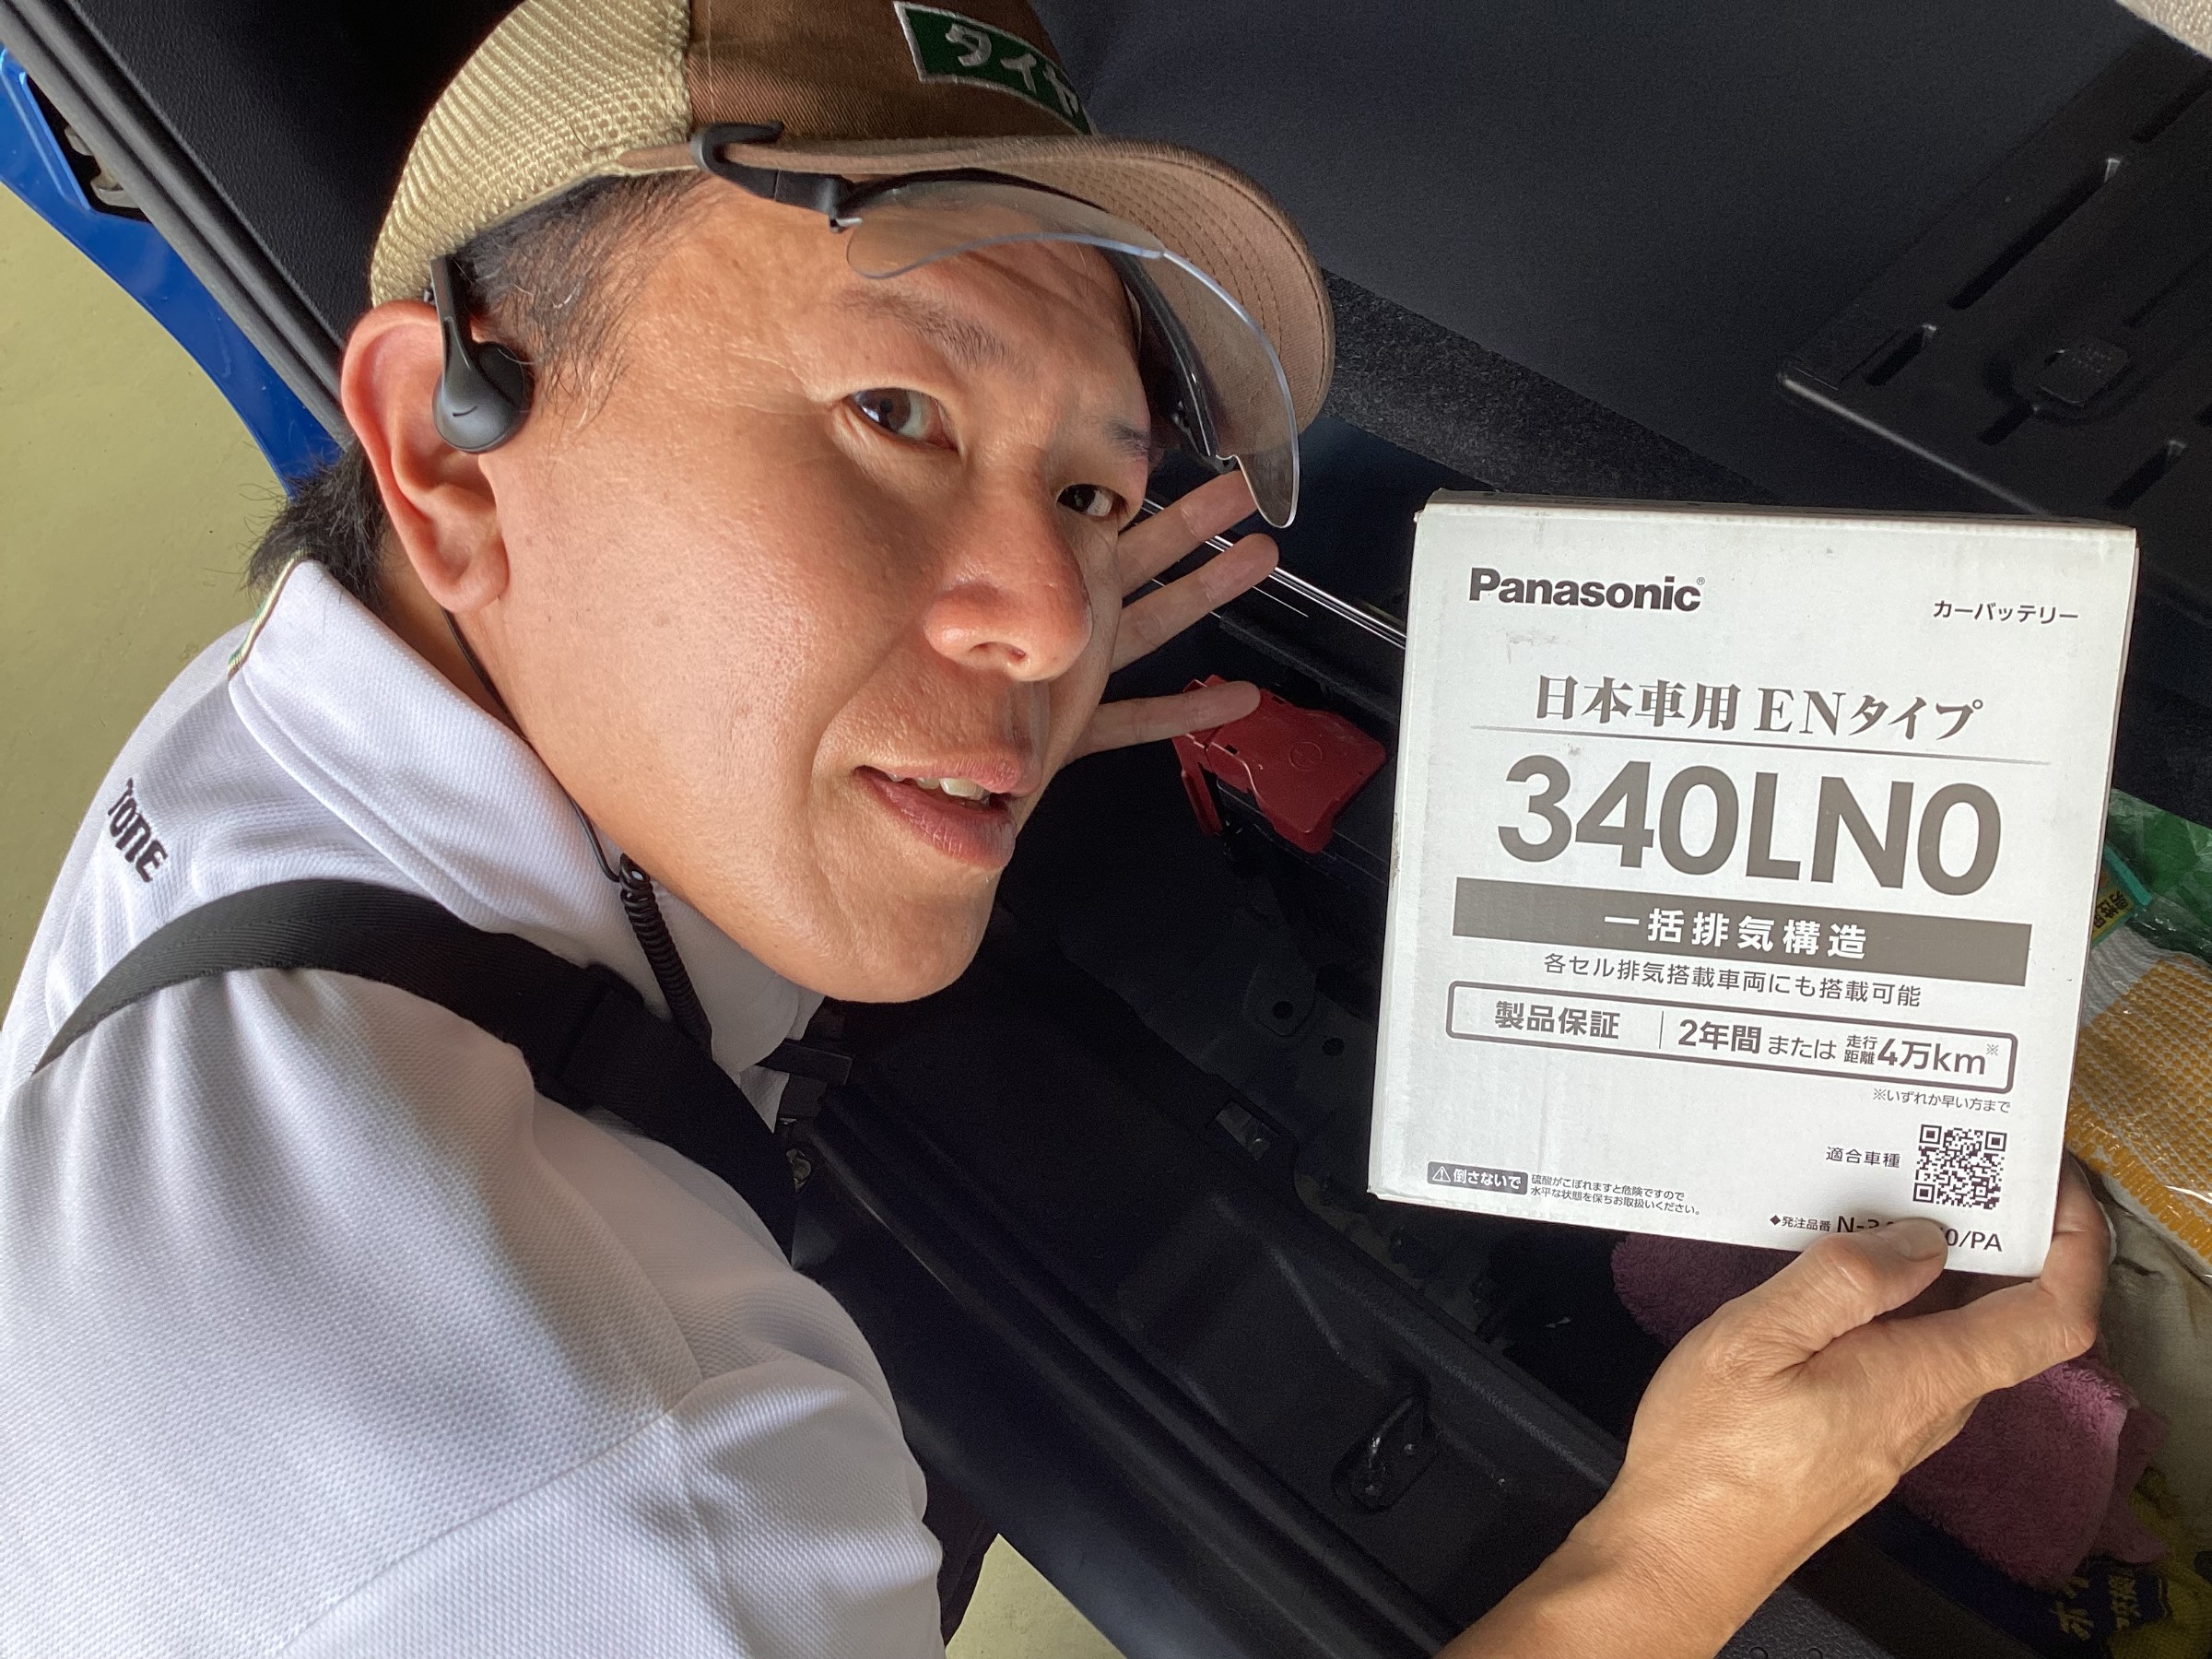 タイヤ
TONE
Panasonic®
カーバッテリー
日本車用 ENタイプ
340LN0
一括排気構造
各セル排気搭載車両にも搭載可能
製品保証 2年間 または 走行距離 4万km※
※いずれか早い方まで
適合車種
倒さないで 硫酸がこぼれますと危険ですので
水平な状態を保ちお取扱いください。
◆発注品番 N-3 0/PA